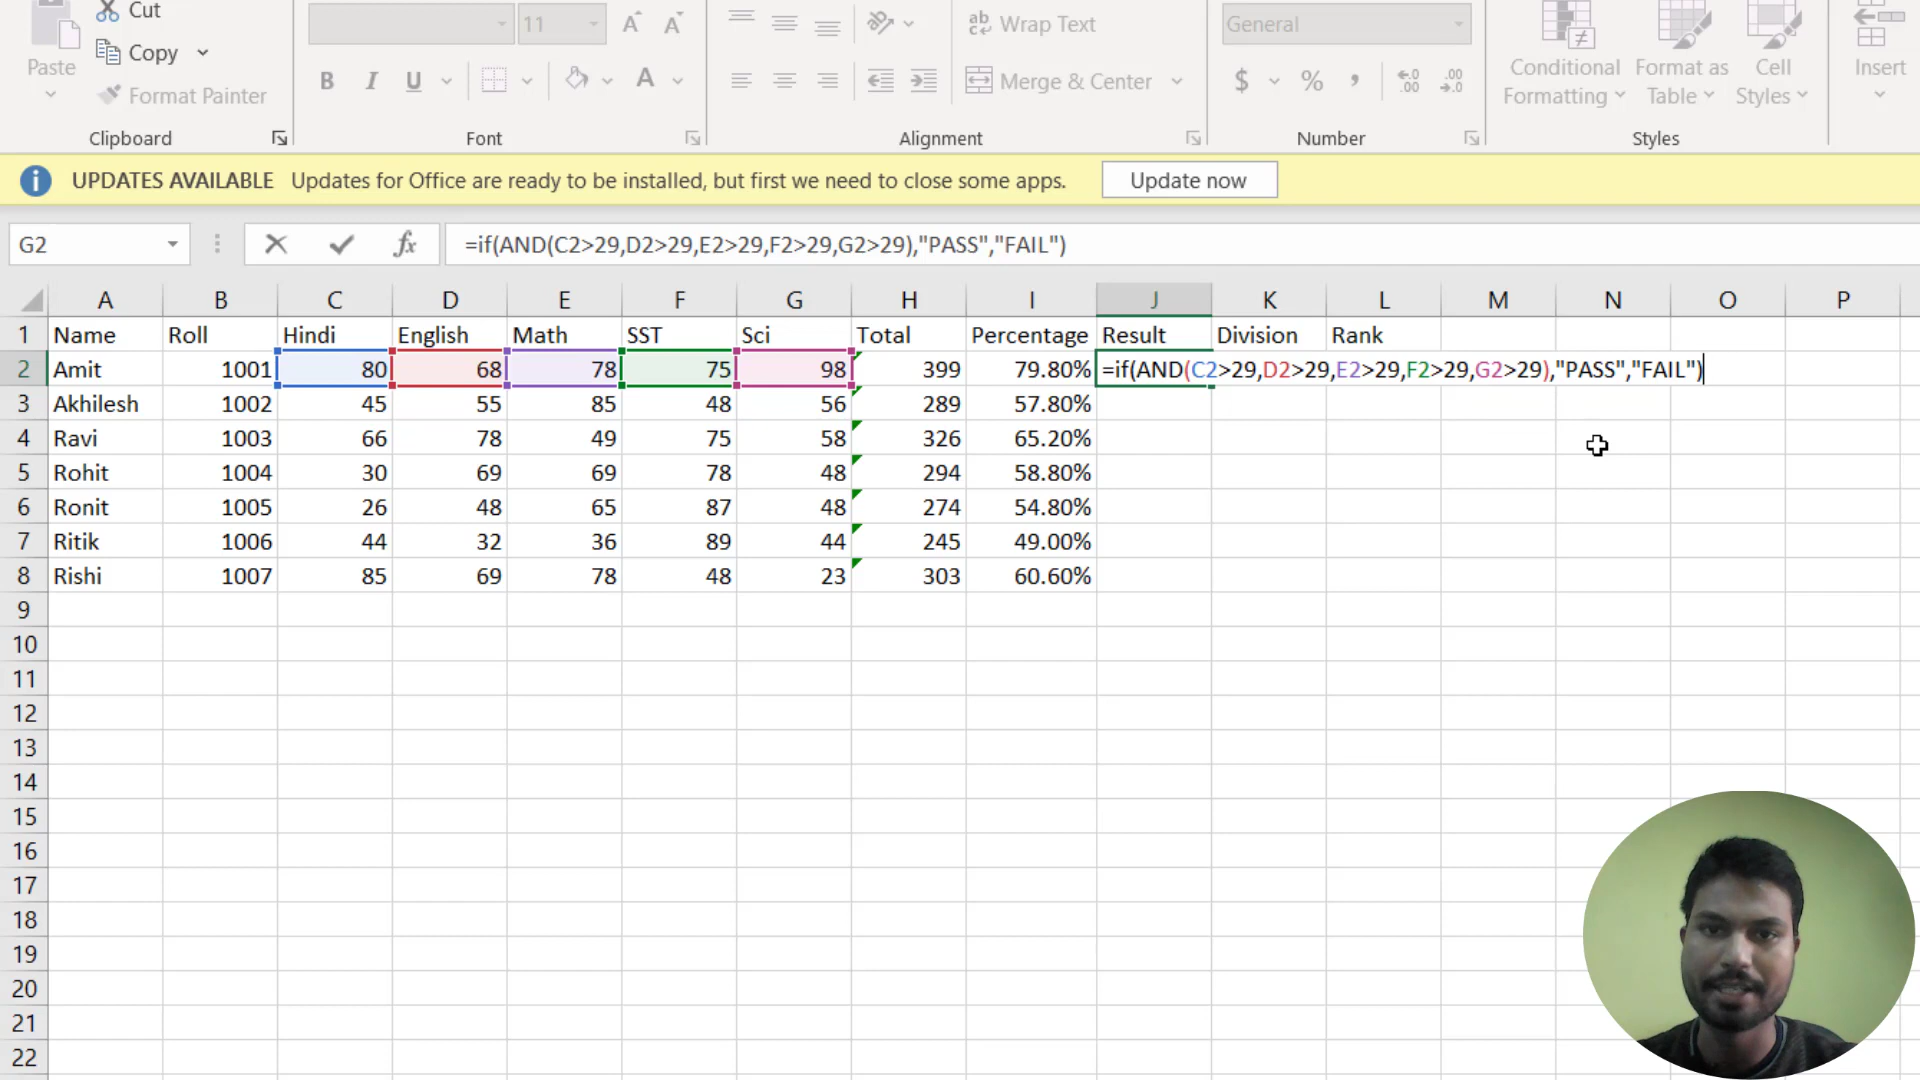 Cut
Paste
Copy
Format Painter
Clipboard
11 A A
B I U A
Font
ab Wrap Text
Merge & Center
Alignment
General
$ % ,
Number
Conditional Formatting
Format as Table
Cell Styles
Styles
Insert
UPDATES AVAILABLE Updates for Office are ready to be installed, but first we need to close some apps. Update now
G2 fx =if(AND(C2>29,D2>29,E2>29,F2>29,G2>29),"PASS","FAIL")
A B C D E F G H I J K L M N O P
1 Name Roll Hindi English Math SST Sci Total Percentage Result Division Rank
2 Amit 1001 80 68 78 75 98 399 79.80% =if(AND(C2>29,D2>29,E2>29,F2>29,G2>29),"PASS","FAIL")
3 Akhilesh 1002 45 55 85 48 56 289 57.80%
4 Ravi 1003 66 78 49 75 58 326 65.20%
5 Rohit 1004 30 69 69 78 48 294 58.80%
6 Ronit 1005 26 48 65 87 48 274 54.80%
7 Ritik 1006 44 32 36 89 44 245 49.00%
8 Rishi 1007 85 69 78 48 23 303 60.60%
9
10
11
12
13
14
15
16
17
18
19
20
21
22